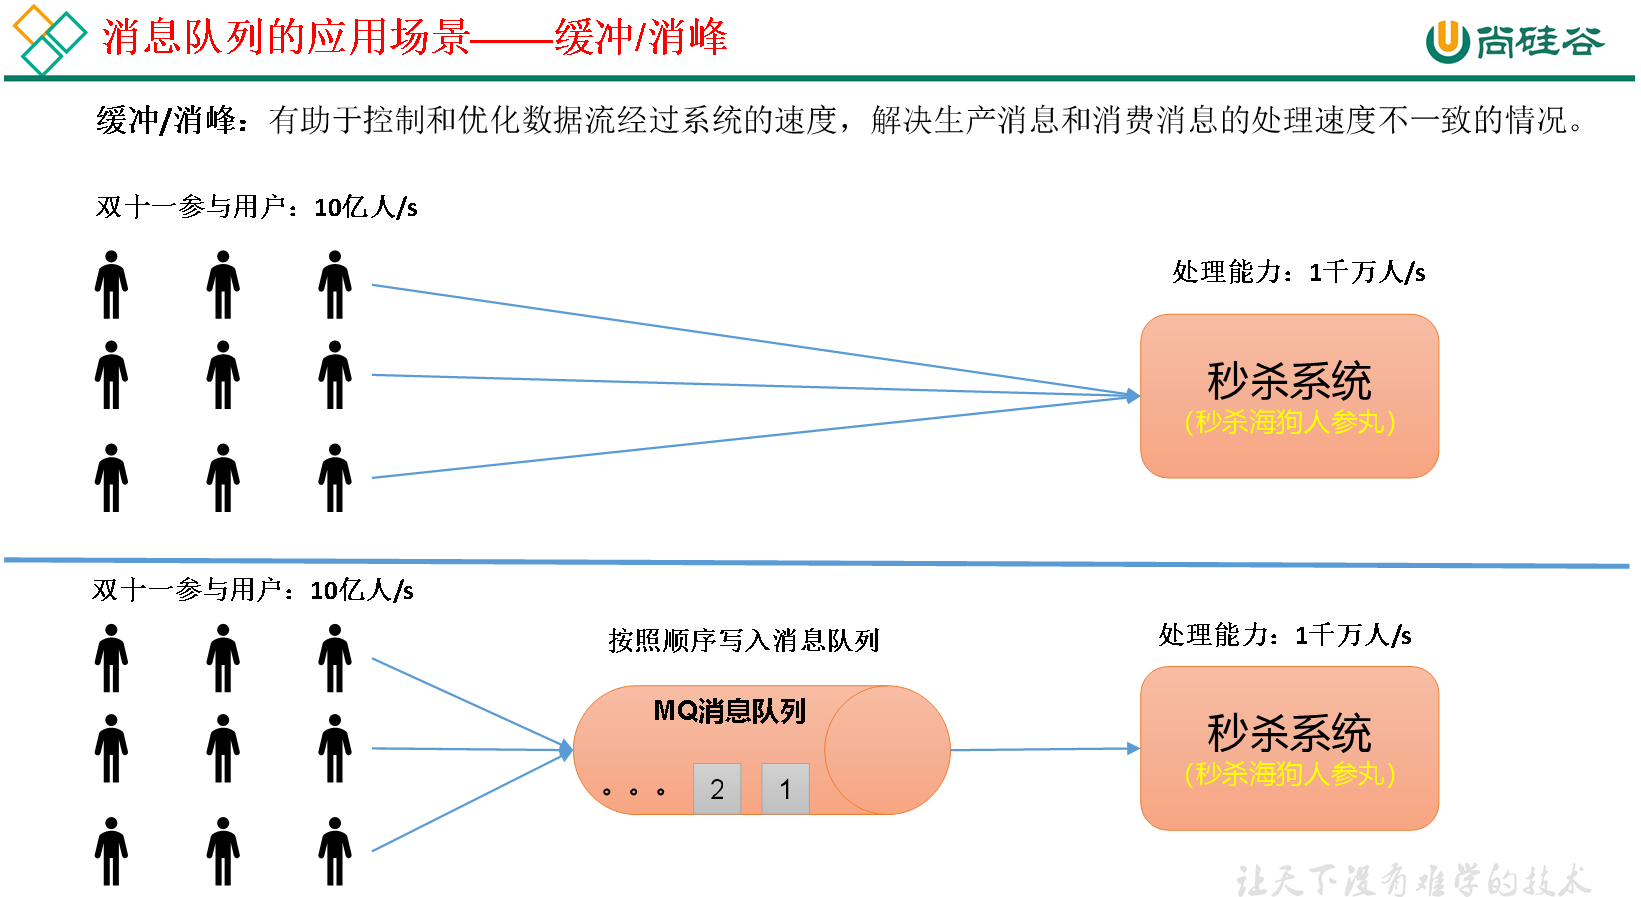 消息队列的应用场景——缓冲/消峰
尚硅谷
缓冲/消峰：有助于控制和优化数据流经过系统的速度，解决生产消息和消费消息的处理速度不一致的情况。
双十一参与用户：10亿人/s
处理能力：1千万人/s
秒杀系统
(秒杀海狗人参丸)
双十一参与用户：10亿人/s
按照顺序写入消息队列
处理能力：1千万人/s
MQ消息队列
。。。 2 1
秒杀系统
(秒杀海狗人参丸)
让天下没有难学的技术